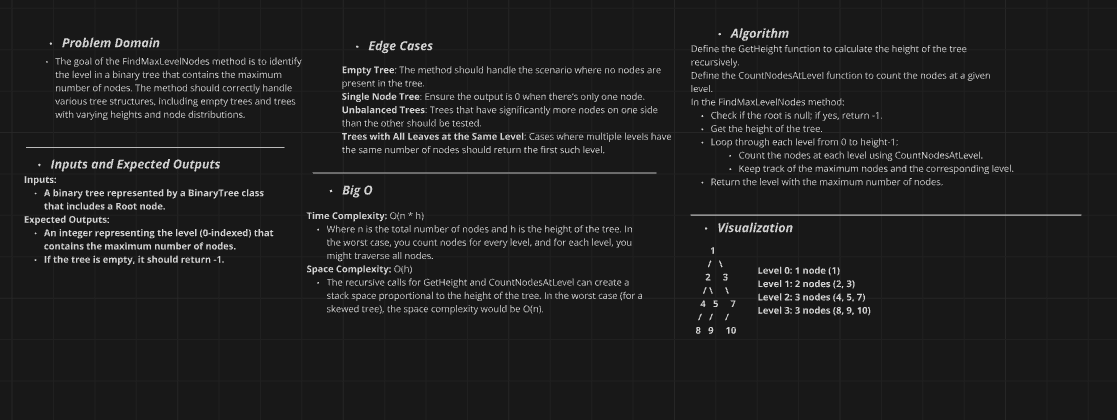 Problem Domain
• The goal of the FindMaxLevelNodes method is to identify
the level in a binary tree that contains the maximum
number of nodes. The method should correctly handle
various tree structures, including empty trees and trees
with varying heights and node distributions.
• Inputs and Expected Outputs
Inputs:
• A binary tree represented by a BinaryTree class
that includes a Root node.
Expected Outputs:
• An integer representing the level (0-indexed) that
contains the maximum number of nodes.
• If the tree is empty, it should return -1.
• Edge Cases
Empty Tree: The method should handle the scenario where no nodes are
present in the tree.
Single Node Tree: Ensure the output is 0 when there's only one node.
Unbalanced Trees: Trees that have significantly more nodes on one side
than the other should be tested.
Trees with All Leaves at the Same Level: Cases where multiple levels have
the same number of nodes should return the first such level.
• Big O
Time Complexity: O(n * h)
• Where n is the total number of nodes and h is the height of the tree. In
the worst case, you count nodes for every level, and for each level, you
might traverse all nodes.
Space Complexity: O(h)
• The recursive calls for GetHeight and CountNodesAtLevel can create a
stack space proportional to the height of the tree. In the worst case (for a
skewed tree), the space complexity would be O(n).
• Algorithm
Define the GetHeight function to calculate the height of the tree
recursively.
Define the CountNodesAtLevel function to count the nodes at a given
level.
In the FindMaxLevelNodes method:
• Check if the root is null; if yes, return -1.
• Get the height of the tree.
• Loop through each level from 0 to height-1:
• Count the nodes at each level using CountNodesAtLevel.
• Keep track of the maximum nodes and the corresponding level.
• Return the level with the maximum number of nodes.
• Visualization
1
/ \
2 3
/ \ \
4 5 7
/ / /
8 9 10
Level 0: 1 node (1)
Level 1: 2 nodes (2, 3)
Level 2: 3 nodes (4, 5, 7)
Level 3: 3 nodes (8, 9, 10)